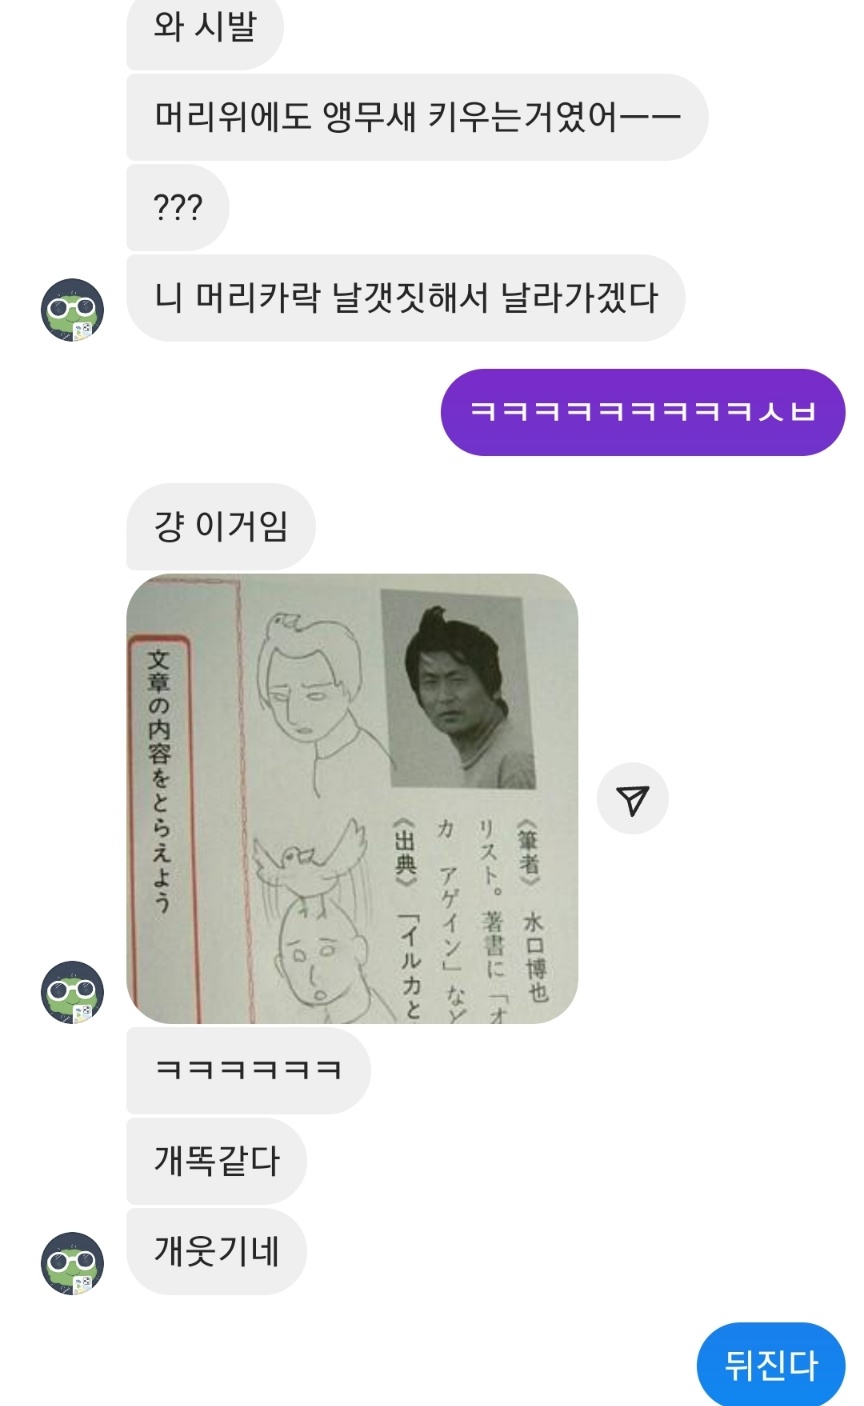 와 시발
머리위에도 앵무새 키우는거였어ㅡㅡ
???
니 머리카락 날갯짓해서 날라가겠다
ㅋㅋㅋㅋㅋㅋㅋㅋㅋㅅㅂ
걍 이거임
《筆者》 水口博也
リスト。著書に「オ
カ アゲイン」など
《出典》「イルカと
文章の内容をとらえよう
ㅋㅋㅋㅋㅋㅋ
개똑같다
개웃기네
뒤진다